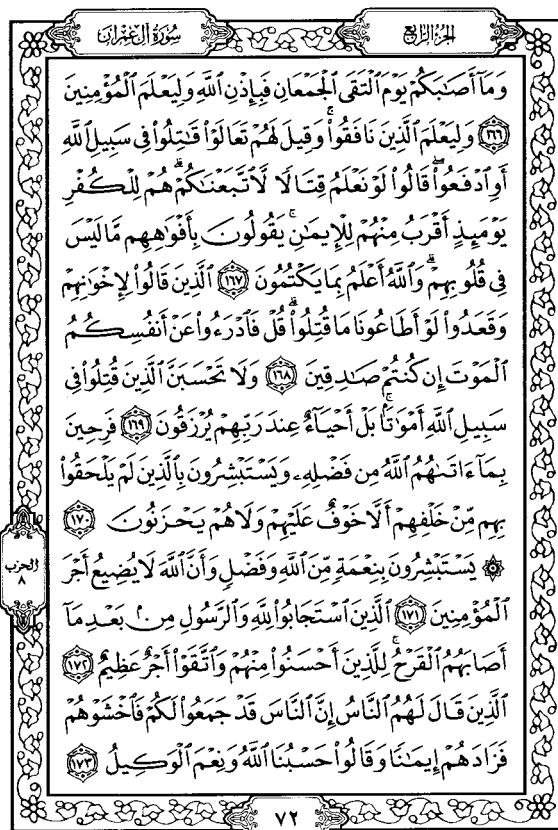 سُورَةُ آلِ عِمْرَانَ
الجُزْءُ الرَّابِعُ
وَمَآ أَصَٰبَكُمْ يَوْمَ ٱلْتَقَى ٱلْجَمْعَانِ فَبِإِذْنِ ٱللَّهِ وَلِيَعْلَمَ ٱلْمُؤْمِنِينَ
١٦٦ وَلِيَعْلَمَ ٱلَّذِينَ نَافَقُوا۟ۚ وَقِيلَ لَهُمْ تَعَالَوْا۟ قَٰتِلُوا۟ فِى سَبِيلِ ٱللَّهِ
أَوِ ٱدْفَعُوا۟ۖ قَالُوا۟ لَوْ نَعْلَمُ قِتَالًا لَّٱتَّبَعْنَٰكُمْۗ هُمْ لِلْكُفْرِ
يَوْمَئِذٍ أَقْرَبُ مِنْهُمْ لِلْإِيمَٰنِۚ يَقُولُونَ بِأَفْوَٰهِهِم مَّا لَيْسَ
فِى قُلُوبِهِمْۗ وَٱللَّهُ أَعْلَمُ بِمَا يَكْتُمُونَ ١٦٧ ٱلَّذِينَ قَالُوا۟ لِإِخْوَٰنِهِمْ
وَقَعَدُوا۟ لَوْ أَطَاعُونَا مَا قُتِلُوا۟ۗ قُلْ فَٱدْرَءُوا۟ عَنْ أَنفُسِكُمُ
ٱلْمَوْتَ إِن كُنتُمْ صَٰدِقِينَ ١٦٨ وَلَا تَحْسَبَنَّ ٱلَّذِينَ قُتِلُوا۟ فِى
سَبِيلِ ٱللَّهِ أَمْوَٰتًۢاۚ بَلْ أَحْيَآءٌ عِندَ رَبِّهِمْ يُرْزَقُونَ ١٦٩ فَرِحِينَ
بِمَآ ءَاتَىٰهُمُ ٱللَّهُ مِن فَضْلِهِۦ وَيَسْتَبْشِرُونَ بِٱلَّذِينَ لَمْ يَلْحَقُوا۟
بِهِم مِّنْ خَلْفِهِمْ أَلَّا خَوْفٌ عَلَيْهِمْ وَلَا هُمْ يَحْزَنُونَ ١٧٠
۞ يَسْتَبْشِرُونَ بِنِعْمَةٍ مِّنَ ٱللَّهِ وَفَضْلٍ وَأَنَّ ٱللَّهَ لَا يُضِيعُ أَجْرَ
ٱلْمُؤْمِنِينَ ١٧١ ٱلَّذِينَ ٱسْتَجَابُوا۟ لِلَّهِ وَٱلرَّسُولِ مِنۢ بَعْدِ مَآ
أَصَابَهُمُ ٱلْقَرْحُۚ لِلَّذِينَ أَحْسَنُوا۟ مِنْهُمْ وَٱتَّقَوْا۟ أَجْرٌ عَظِيمٌ ١٧٢
ٱلَّذِينَ قَالَ لَهُمُ ٱلنَّاسُ إِنَّ ٱلنَّاسَ قَدْ جَمَعُوا۟ لَكُمْ فَٱخْشَوْهُمْ
فَزَادَهُمْ إِيمَٰنًا وَقَالُوا۟ حَسْبُنَا ٱللَّهُ وَنِعْمَ ٱلْوَكِيلُ ١٧٣
الحزب
٨
٧٢